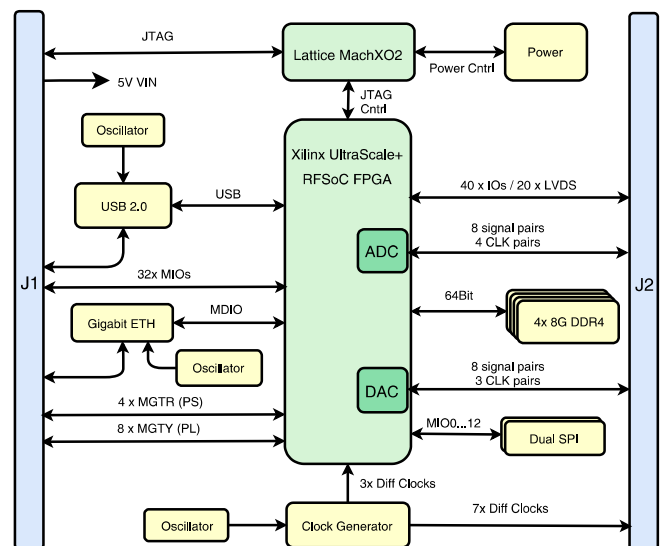 JTAG
Lattice MachXO2
Power Cntrl
Power
5V VIN
JTAG
Cntrl
Oscillator
Xilinx UltraScale+
RFSoC FPGA
USB 2.0
USB
40 x IOs / 20 x LVDS
8 signal pairs
4 CLK pairs
ADC
J1
J2
32x MIOs
64Bit
4x 8G DDR4
Gigabit ETH
MDIO
Oscillator
8 signal pairs
3 CLK pairs
DAC
4 x MGTR (PS)
8 x MGTY (PL)
MIO0...12
Dual SPI
3x Diff Clocks
Oscillator
Clock Generator
7x Diff Clocks